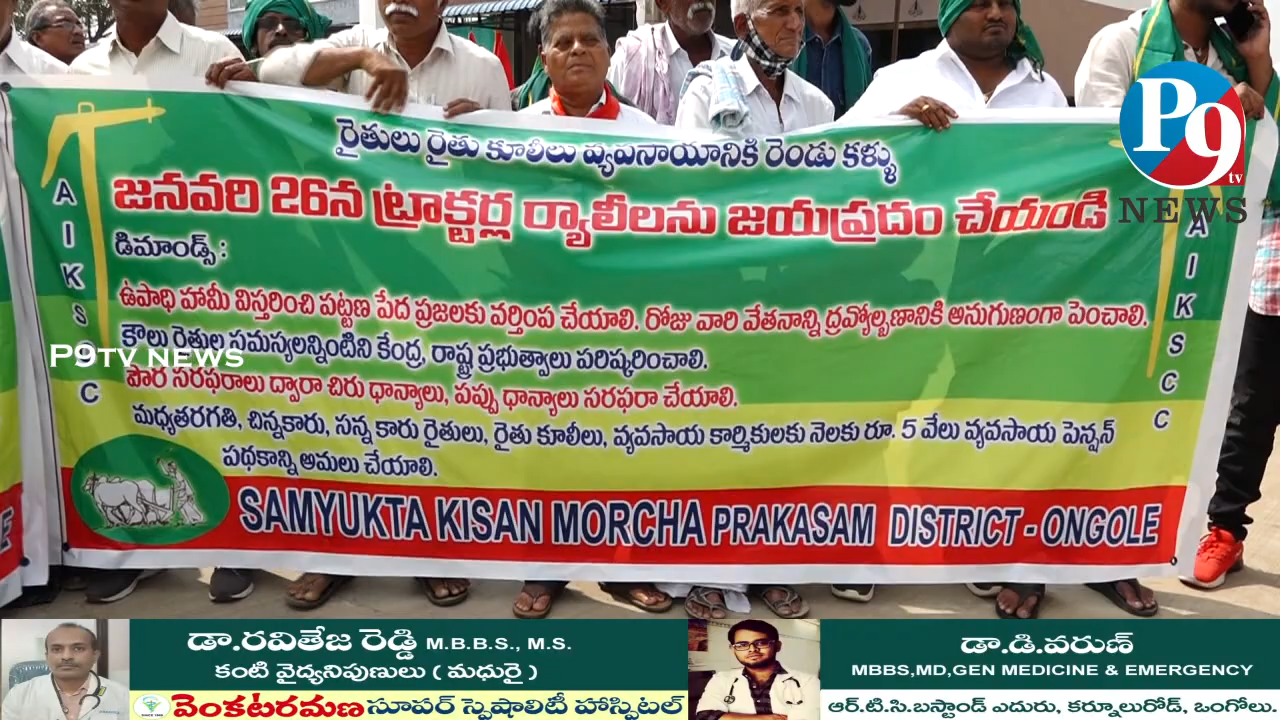 రైతులు రైతు కూలీలు వ్యవసాయానికి రెండు కళ్ళు
జనవరి 26న ట్రాక్టర్ల ర్యాలీలను జయప్రదం చేయండి
P9
tv
NEWS
డిమాండ్స్ :
ఉపాధి హామీ విస్తరించి పట్టణ పేద ప్రజలకు వర్తింప చేయాలి. రోజు వారి వేతనాన్ని ద్రవ్యోల్బణానికి అనుగుణంగా పెంచాలి.
కౌలు రైతుల సమస్యలన్నింటిని కేంద్ర, రాష్ట్ర ప్రభుత్వాలు పరిష్కరించాలి.
P9TV NEWS
పౌర సరఫరాలు ద్వారా చిరు ధాన్యాలు, పప్పు ధాన్యాలు సరఫరా చేయాలి.
మధ్యతరగతి, చిన్నకారు, సన్న కారు రైతులు, రైతు కూలీలు, వ్యవసాయ కార్మికులకు నెలకు రూ. 5 వేలు వ్యవసాయ పెన్షన్
పథకాన్ని అమలు చేయాలి.
AIKSCC
AIKSCC
SAMYUKTA KISAN MORCHA PRAKASAM DISTRICT - ONGOLE
డా.రవితేజ రెడ్డి M.B.B.S., M.S.
కంటి వైద్యనిపుణులు ( మధురై )
వెంకటరమణ సూపర్ స్పెషాలిటీ హాస్పిటల్
డా.డి.వరుణ్
MBBS,MD,GEN MEDICINE & EMERGENCY
ఆర్.టి.సి.బస్టాండ్ ఎదురు, కర్నూలురోడ్, ఒంగోలు.